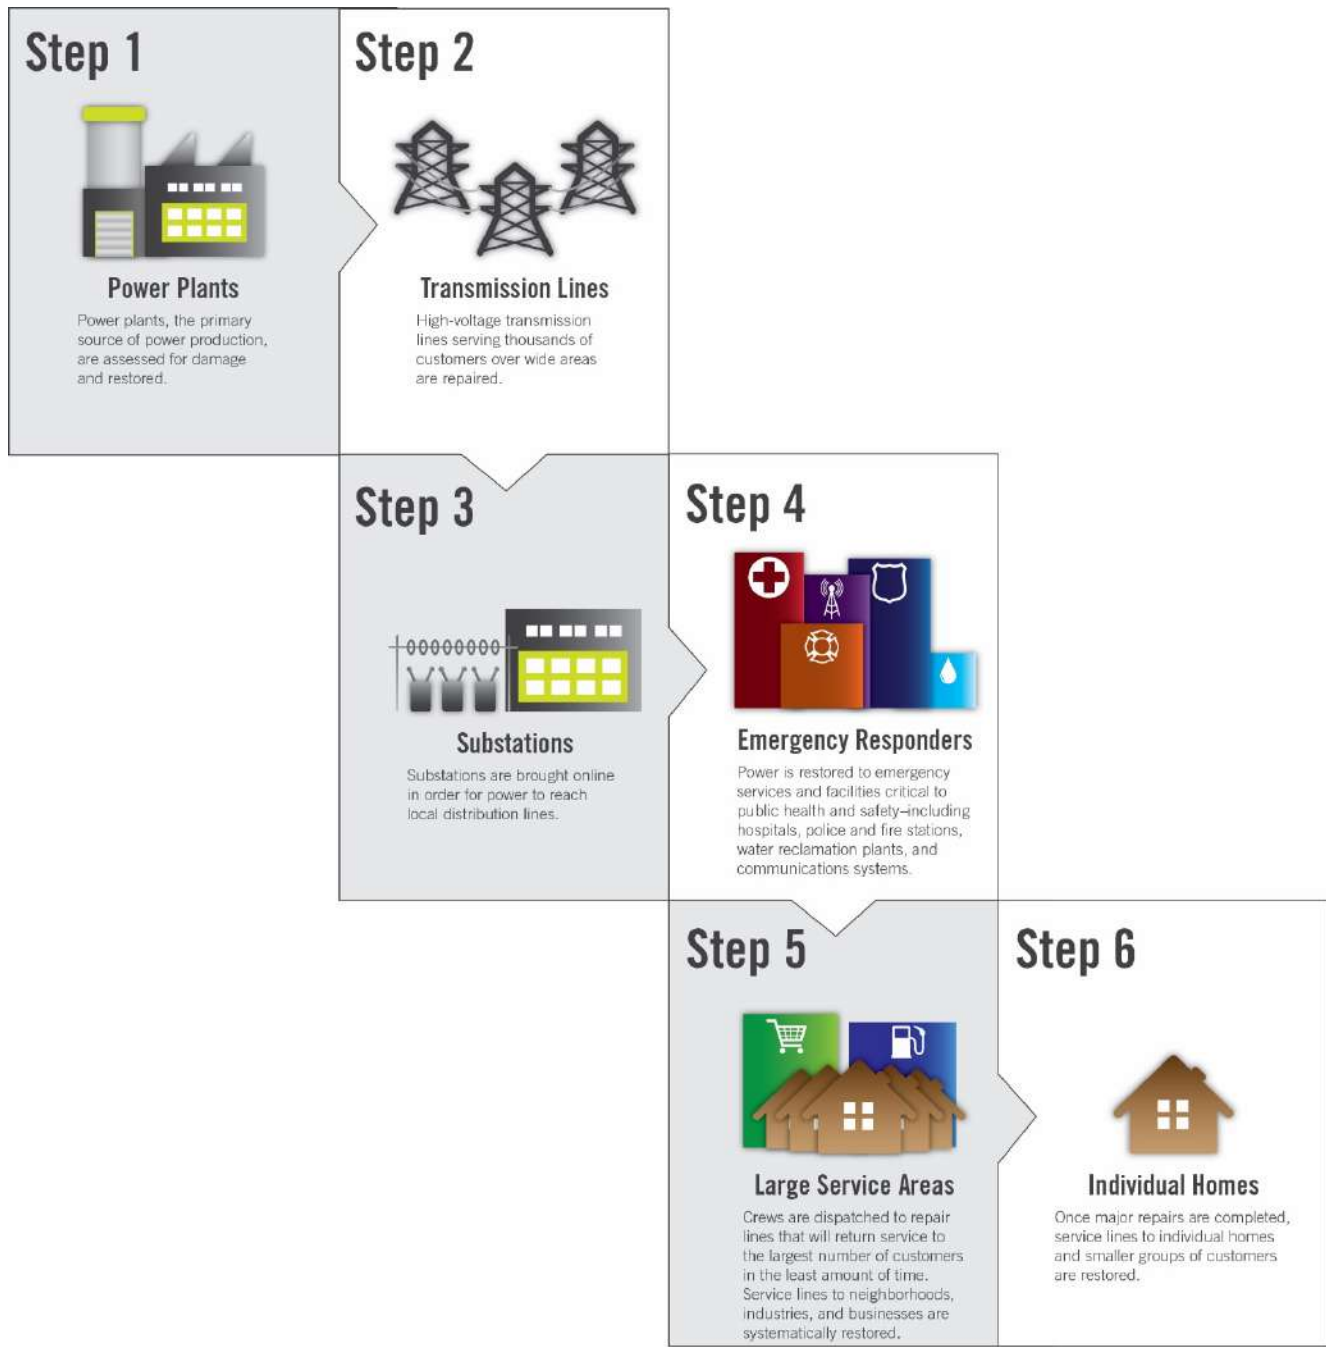 Step 1
Power Plants
Power plants, the primary
source of power production,
are assessed for damage
and restored.
Step 2
Transmission Lines
High-voltage transmission
lines serving thousands of
customers over wide areas
are repaired.
Step 3
Substations
Substations are brought online
in order for power to reach
local distribution lines.
Step 4
Emergency Responders
Power is restored to emergency
services and facilities critical to
public health and safety–including
hospitals, police and fire stations,
water reclamation plants, and
communications systems.
Step 5
Large Service Areas
Crews are dispatched to repair
lines that will return service to
the largest number of customers
in the least amount of time.
Service lines to neighborhoods,
industries, and businesses are
systematically restored.
Step 6
Individual Homes
Once major repairs are completed,
service lines to individual homes
and smaller groups of customers
are restored.